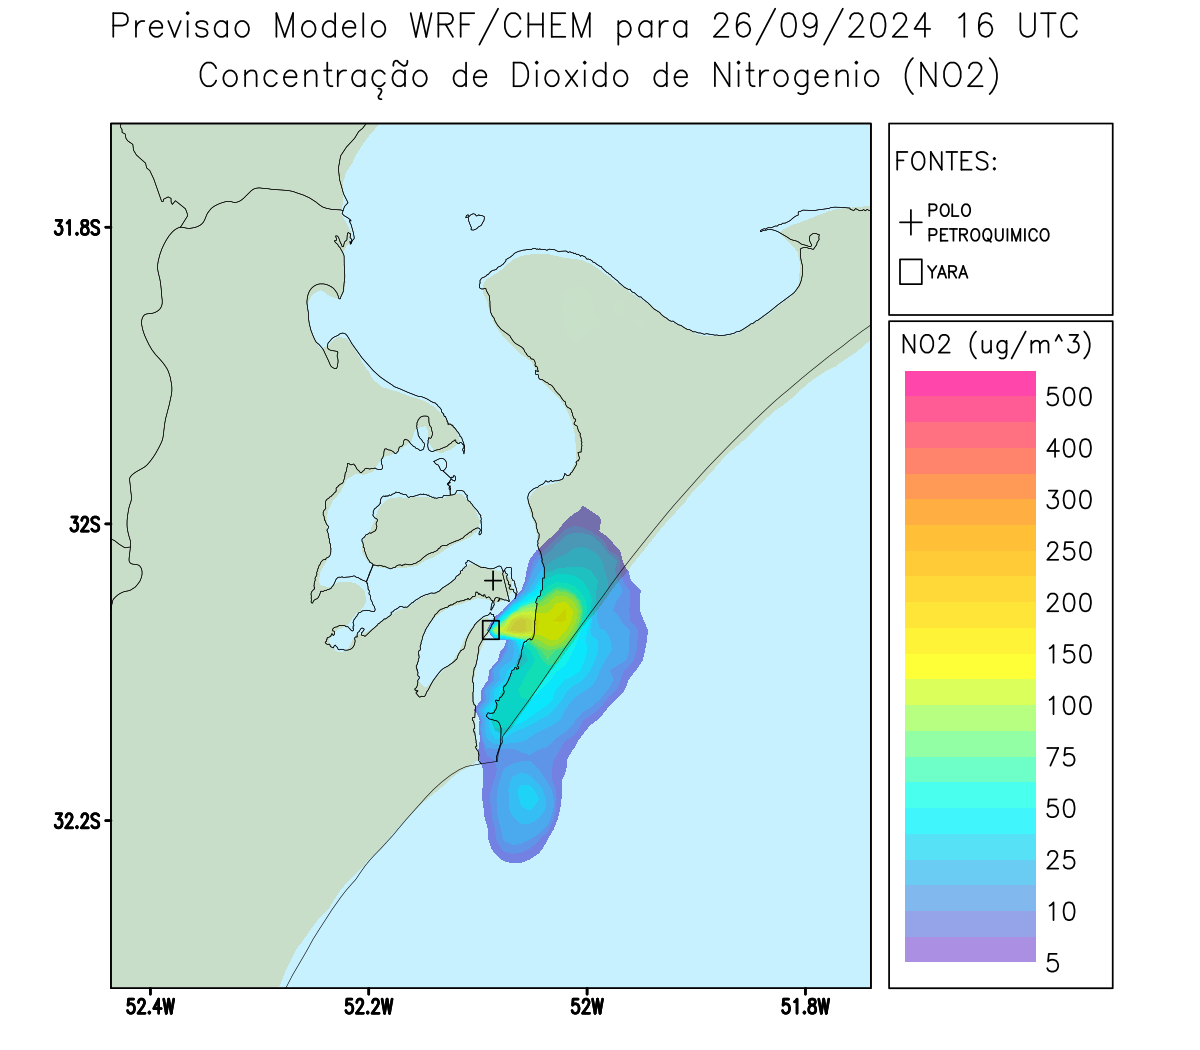 Previsao Modelo WRF/CHEM para 26/09/2024 16 UTC
Concentração de Dioxido de Nitrogenio (NO2)
FONTES:
POLO
PETROQUIMICO
YARA
NO2 (ug/m^3)
500
400
300
250
200
150
100
75
50
25
10
5
31.8S
32S
32.2S
52.4W
52.2W
52W
51.8W